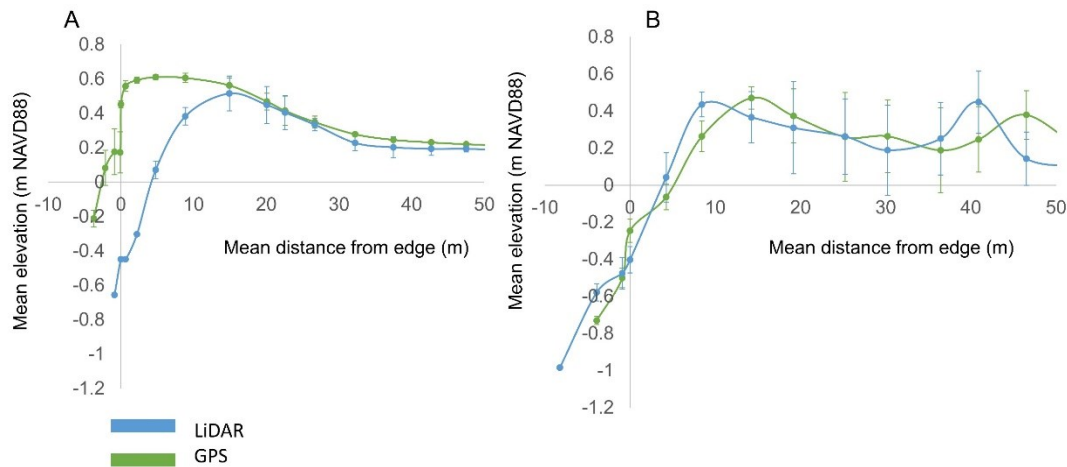 A
0.8
0.6
0.4
0.2
0
-0.2
-0.4
-0.6
-0.8
-1
-1.2
-10 0 10 20 30 40 50
Mean elevation (m NAVD88)
Mean distance from edge (m)
B
0.8
0.6
0.4
0.2
0
-0.2
-0.4
-0.6
-0.8
-1
-1.2
-10 0 10 20 30 40 50
Mean elevation (m NAVD88)
Mean distance from edge (m)
LiDAR
GPS